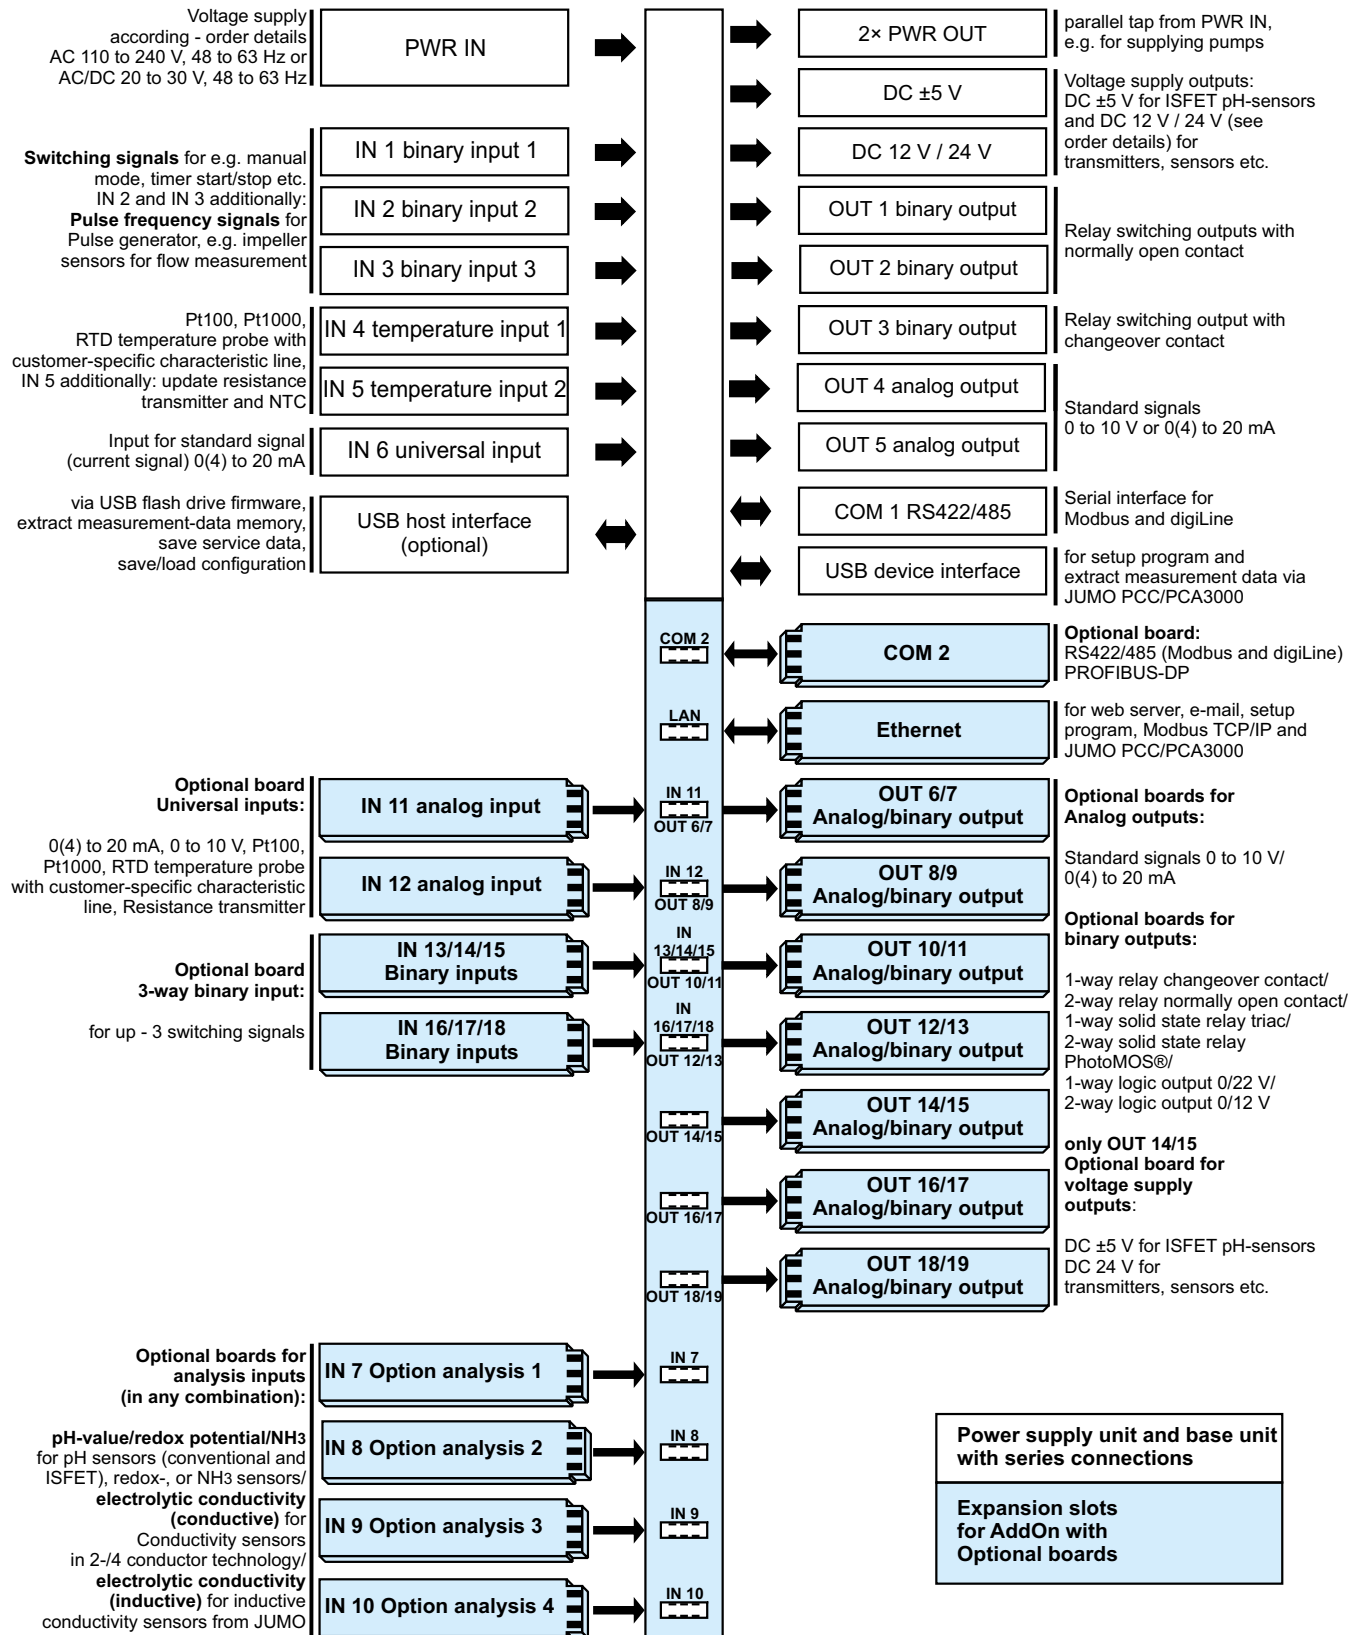 Voltage supply
according - order details
AC 110 to 240 V, 48 to 63 Hz or
AC/DC 20 to 30 V, 48 to 63 Hz
PWR IN
2× PWR OUT
parallel tap from PWR IN,
e.g. for supplying pumps
DC ±5 V
Voltage supply outputs:
DC ±5 V for ISFET pH-sensors
and DC 12 V / 24 V (see
order details) for
transmitters, sensors etc.
DC 12 V / 24 V
Switching signals for e.g. manual
mode, timer start/stop etc.
IN 2 and IN 3 additionally:
Pulse frequency signals for
Pulse generator, e.g. impeller
sensors for flow measurement
IN 1 binary input 1
IN 2 binary input 2
IN 3 binary input 3
OUT 1 binary output
OUT 2 binary output
Relay switching outputs with
normally open contact
Pt100, Pt1000,
RTD temperature probe with
customer-specific characteristic line,
IN 5 additionally: update resistance
transmitter and NTC
IN 4 temperature input 1
IN 5 temperature input 2
OUT 3 binary output
Relay switching output with
changeover contact
OUT 4 analog output
OUT 5 analog output
Standard signals
0 to 10 V or 0(4) to 20 mA
Input for standard signal
(current signal) 0(4) to 20 mA
IN 6 universal input
via USB flash drive firmware,
extract measurement-data memory,
save service data,
save/load configuration
USB host interface
(optional)
COM 1 RS422/485
Serial interface for
Modbus and digiLine
USB device interface
for setup program and
extract measurement data via
JUMO PCC/PCA3000
COM 2
COM 2
Optional board:
RS422/485 (Modbus and digiLine)
PROFIBUS-DP
LAN
Ethernet
for web server, e-mail, setup
program, Modbus TCP/IP and
JUMO PCC/PCA3000
Optional board
Universal inputs:
0(4) to 20 mA, 0 to 10 V, Pt100,
Pt1000, RTD temperature probe
with customer-specific characteristic
line, Resistance transmitter
IN 11 analog input
IN 11
OUT 6/7
OUT 6/7
Analog/binary output
IN 12 analog input
IN 12
OUT 8/9
OUT 8/9
Analog/binary output
Optional board
3-way binary input:
for up - 3 switching signals
IN 13/14/15
Binary inputs
IN
13/14/15
OUT 10/11
OUT 10/11
Analog/binary output
IN 16/17/18
Binary inputs
IN
16/17/18
OUT 12/13
OUT 12/13
Analog/binary output
OUT 14/15
OUT 14/15
Analog/binary output
OUT 16/17
OUT 16/17
Analog/binary output
OUT 18/19
OUT 18/19
Analog/binary output
Optional boards for
Analog outputs:
Standard signals 0 to 10 V/
0(4) to 20 mA
Optional boards for
binary outputs:
1-way relay changeover contact/
2-way relay normally open contact/
1-way solid state relay triac/
2-way solid state relay
PhotoMOS®/
1-way logic output 0/22 V/
2-way logic output 0/12 V
only OUT 14/15
Optional board for
voltage supply
outputs:
DC ±5 V for ISFET pH-sensors
DC 24 V for
transmitters, sensors etc.
Optional boards for
analysis inputs
(in any combination):
pH-value/redox potential/NH3
for pH sensors (conventional and
ISFET), redox-, or NH3 sensors/
electrolytic conductivity
(conductive) for
Conductivity sensors
in 2-/4 conductor technology/
electrolytic conductivity
(inductive) for inductive
conductivity sensors from JUMO
IN 7 Option analysis 1
IN 7
IN 8 Option analysis 2
IN 8
IN 9 Option analysis 3
IN 9
IN 10 Option analysis 4
IN 10
Power supply unit and base unit
with series connections
Expansion slots
for AddOn with
Optional boards